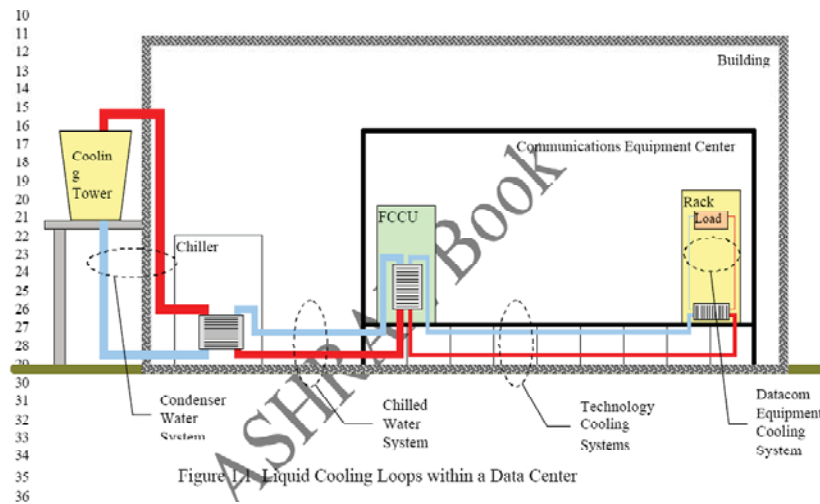 10
11
12
13
14
15
16
17
18
19
20
21
22
23
24
25
26
27
28
29
30
31
32
33
34
35
36
Building
Communications Equipment Center
Coolin
g
Tower
FCCU
Rack
Load
Chiller
ASHRAE Book
Condenser
Water
System
Chilled
Water
System
Technology
Cooling
Systems
Datacom
Equipment
Cooling
System
Figure 1.1 Liquid Cooling Loops within a Data Center